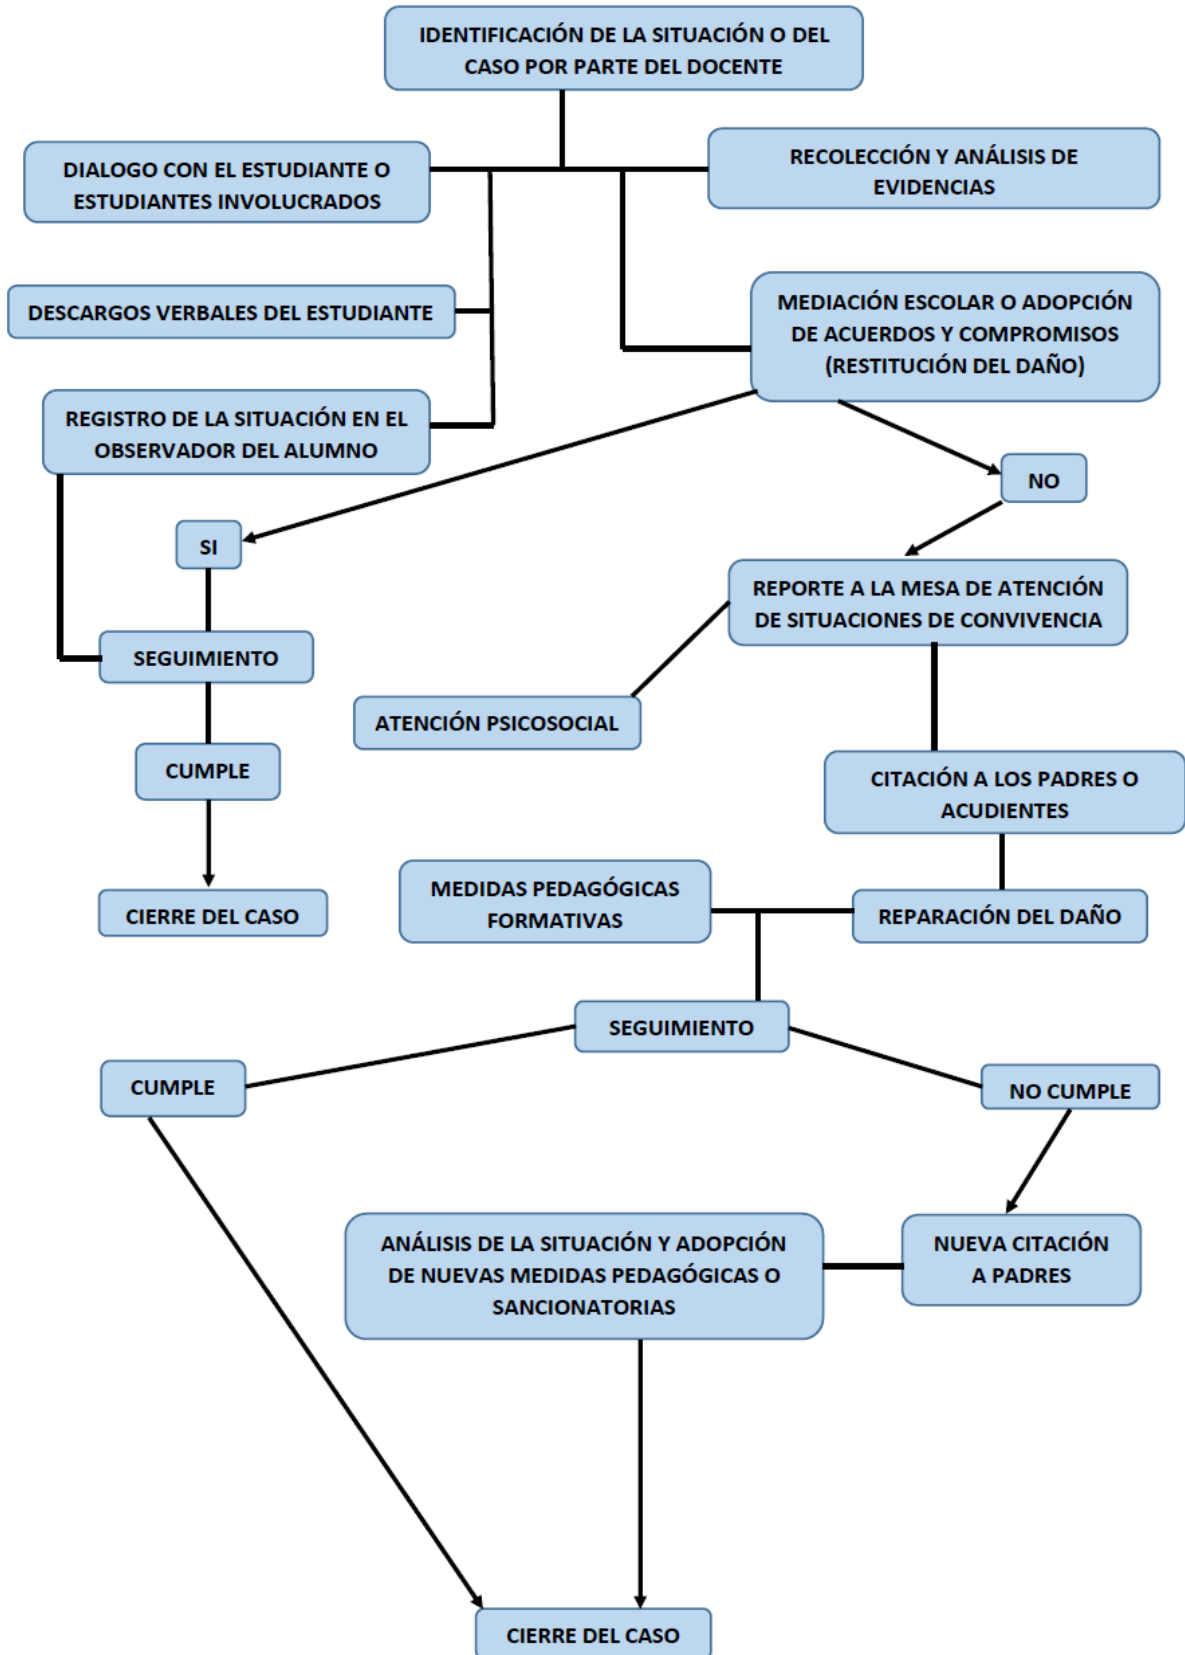 IDENTIFICACIÓN DE LA SITUACIÓN O DEL
CASO POR PARTE DEL DOCENTE
DIALOGO CON EL ESTUDIANTE O
ESTUDIANTES INVOLUCRADOS
RECOLECCIÓN Y ANÁLISIS DE
EVIDENCIAS
DESCARGOS VERBALES DEL ESTUDIANTE
MEDIACIÓN ESCOLAR O ADOPCIÓN
DE ACUERDOS Y COMPROMISOS
(RESTITUCIÓN DEL DAÑO)
REGISTRO DE LA SITUACIÓN EN EL
OBSERVADOR DEL ALUMNO
NO
SI
REPORTE A LA MESA DE ATENCIÓN
DE SITUACIONES DE CONVIVENCIA
SEGUIMIENTO
ATENCIÓN PSICOSOCIAL
CUMPLE
CITACIÓN A LOS PADRES O
ACUDIENTES
MEDIDAS PEDAGÓGICAS
FORMATIVAS
CIERRE DEL CASO
REPARACIÓN DEL DAÑO
SEGUIMIENTO
CUMPLE
NO CUMPLE
ANÁLISIS DE LA SITUACIÓN Y ADOPCIÓN
DE NUEVAS MEDIDAS PEDAGÓGICAS O
SANCIONATORIAS
NUEVA CITACIÓN
A PADRES
CIERRE DEL CASO